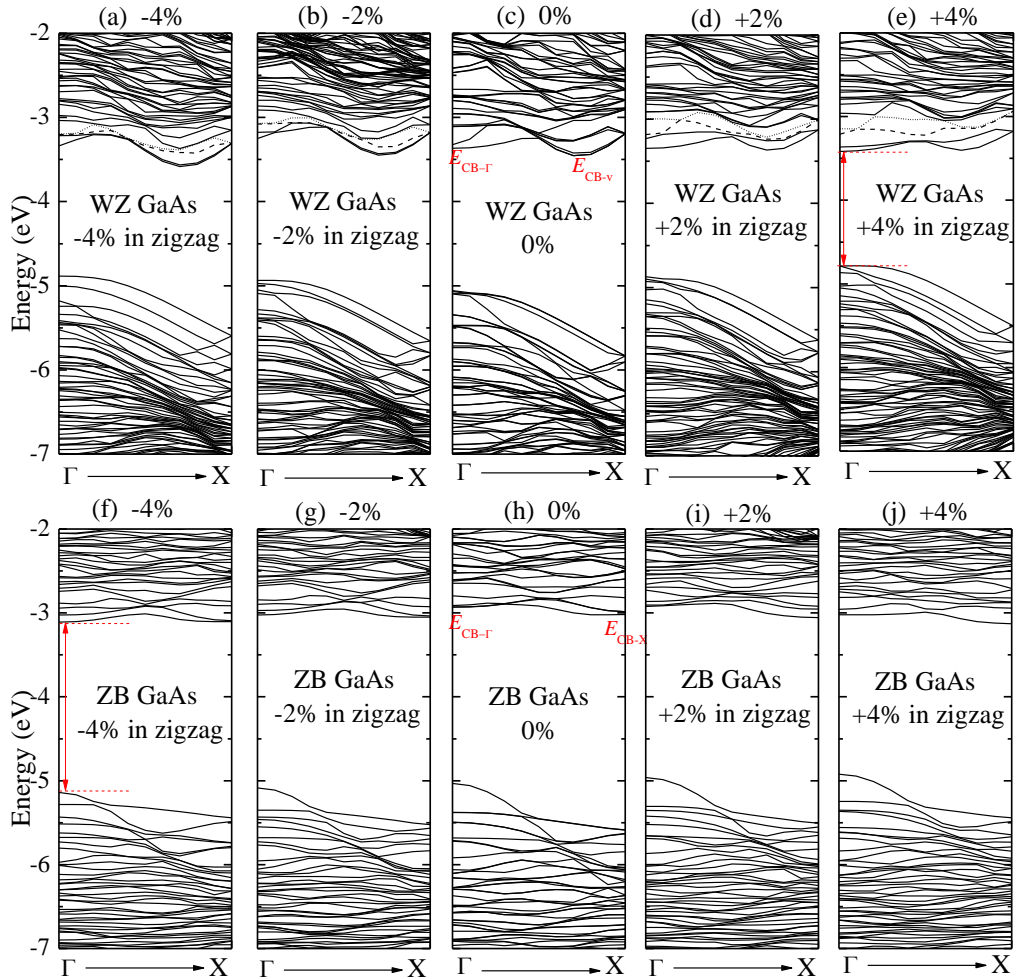 (a) -4%
(b) -2%
(c) 0%
(d) +2%
(e) +4%
-2
-3
-4
-5
-6
-7
Energy (eV)
WZ GaAs
-4% in zigzag
WZ GaAs
-2% in zigzag
E_CB-Γ
E_CB-v
WZ GaAs
0%
WZ GaAs
+2% in zigzag
WZ GaAs
+4% in zigzag
Γ X
Γ X
Γ X
Γ X
Γ X
(f) -4%
(g) -2%
(h) 0%
(i) +2%
(j) +4%
-2
-3
-4
-5
-6
-7
Energy (eV)
ZB GaAs
-4% in zigzag
ZB GaAs
-2% in zigzag
E_CB-Γ
E_CB-X
ZB GaAs
0%
ZB GaAs
+2% in zigzag
ZB GaAs
+4% in zigzag
Γ X
Γ X
Γ X
Γ X
Γ X